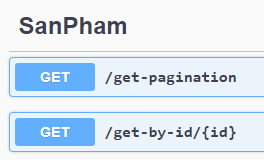 SanPham
GET /get-pagination
GET /get-by-id/{id}